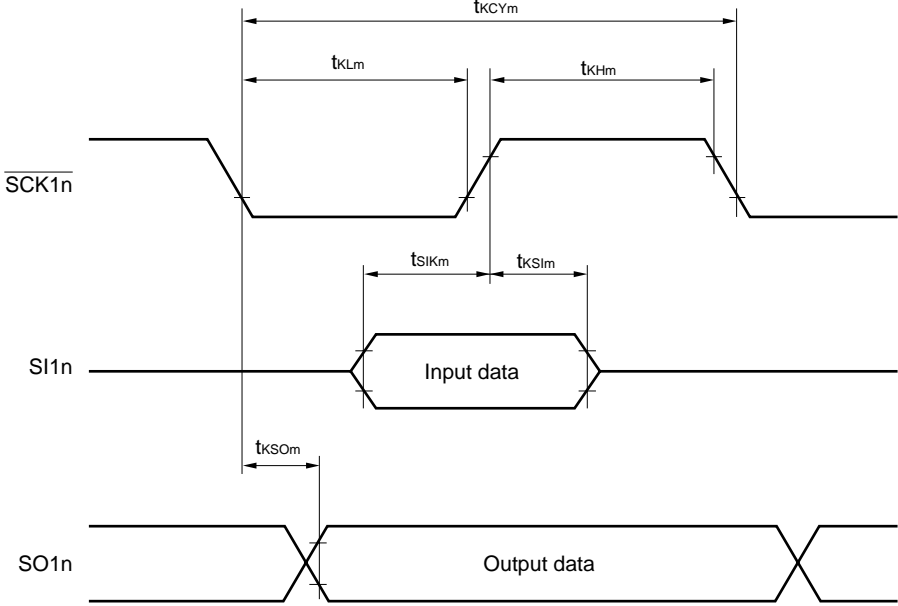 tKCYm
tKLm
tKHm
SCK1n
tSIKm
tKSIm
SI1n
Input data
tKSOm
SO1n
Output data